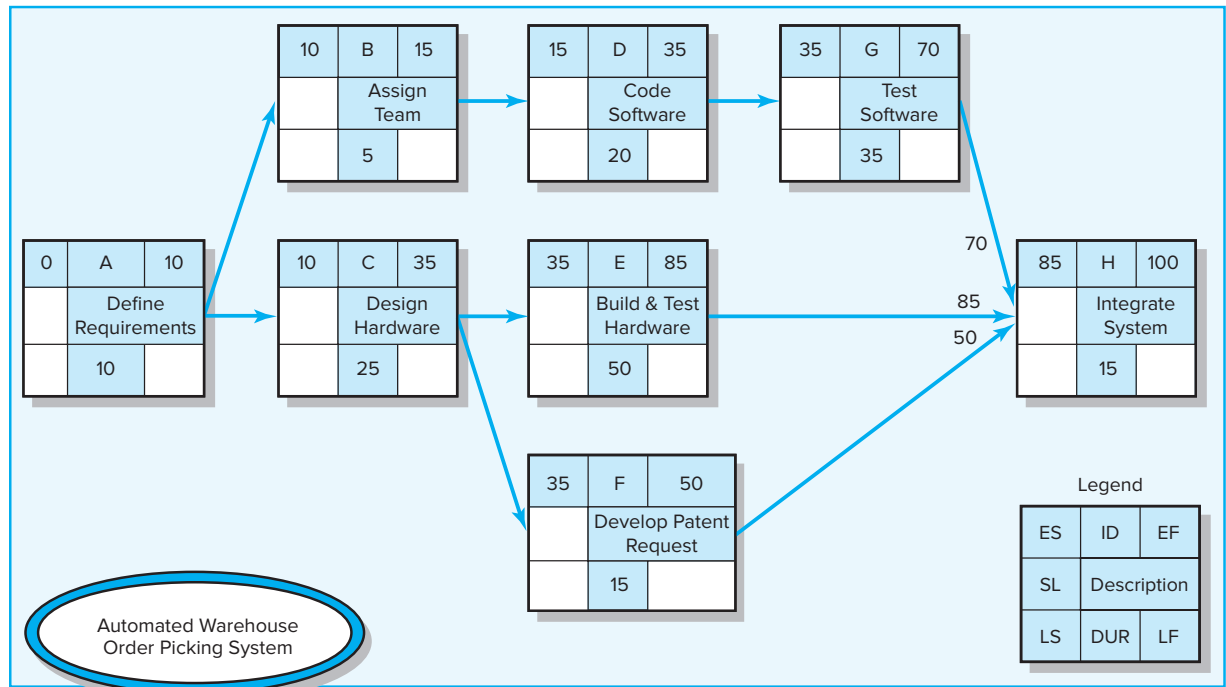 10 B 15
Assign
Team
5
15 D 35
Code
Software
20
35 G 70
Test
Software
35
0 A 10
Define
Requirements
10
10 C 35
Design
Hardware
25
35 E 85
Build & Test
Hardware
50
70
85
50
85 H 100
Integrate
System
15
35 F 50
Develop Patent
Request
15
Legend
ES ID EF
SL Description
LS DUR LF
Automated Warehouse
Order Picking System